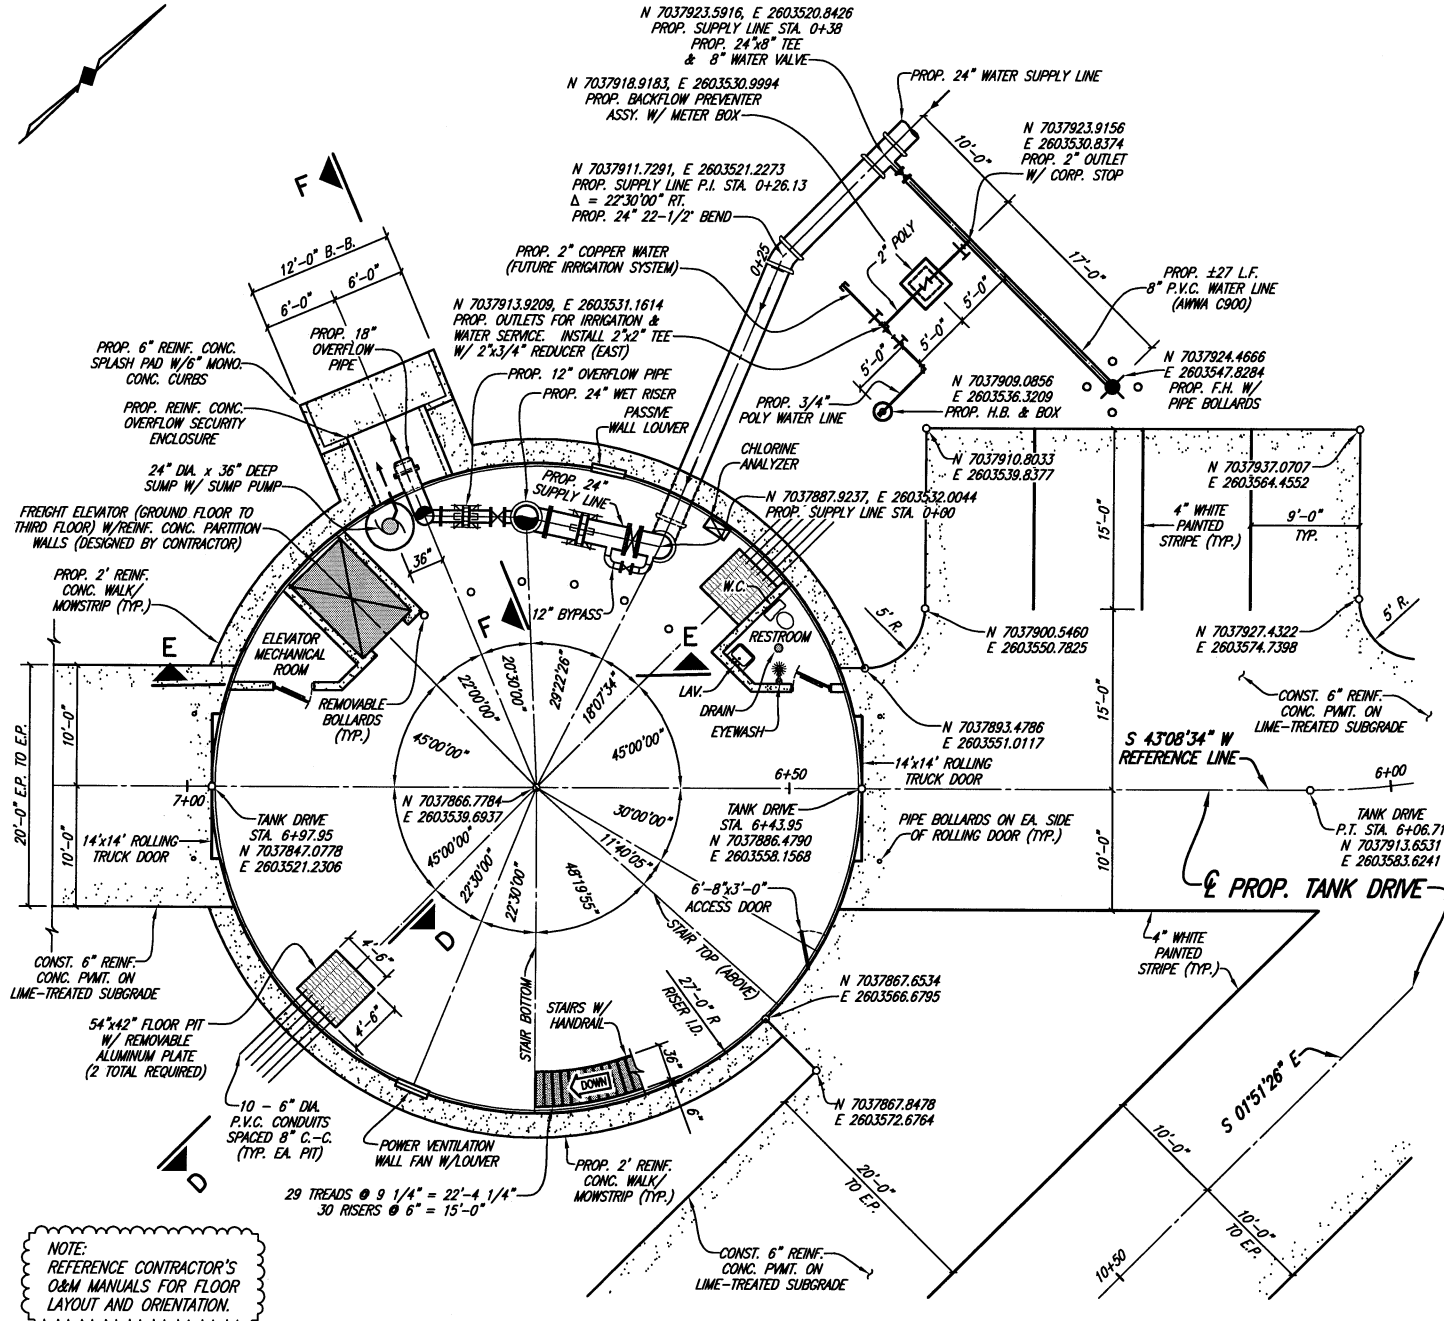 N 7037923.5916, E 2603520.8426
PROP. SUPPLY LINE STA. 0+38
PROP. 24"x8" TEE
& 8" WATER VALVE
PROP. 24" WATER SUPPLY LINE
N 7037918.9183, E 2603530.9994
PROP. BACKFLOW PREVENTER
ASSY. W/ METER BOX
N 7037923.9156
E 2603530.8374
PROP. 2" OUTLET
W/ CORP. STOP
10'-0"
N 7037911.7291, E 2603521.2273
PROP. SUPPLY LINE P.I. STA. 0+26.13
Δ = 22°30'00" RT.
PROP. 24" 22-1/2° BEND
F
12'-0" B.-B.
6'-0"
6'-0"
PROP. 2" COPPER WATER
(FUTURE IRRIGATION SYSTEM)
0+25
2" POLY
17'-0"
5'-0"
5'-0"
5'-0"
PROP. ±27 L.F.
8" P.V.C. WATER LINE
(AWWA C900)
N 7037913.9209, E 2603531.1614
PROP. OUTLETS FOR IRRIGATION &
WATER SERVICE. INSTALL 2"x2" TEE
W/ 2"x3/4" REDUCER (EAST)
PROP. 18"
OVERFLOW
PIPE
PROP. 6" REINF. CONC.
SPLASH PAD W/6" MONO.
CONC. CURBS
PROP. 12" OVERFLOW PIPE
PROP. 24" WET RISER
PASSIVE
WALL LOUVER
PROP. 3/4"
POLY WATER LINE
N 7037909.0856
E 2603536.3209
PROP. H.B. & BOX
N 7037924.4666
E 2603547.8284
PROP. F.H. W/
PIPE BOLLARDS
PROP. REINF. CONC.
OVERFLOW SECURITY
ENCLOSURE
CHLORINE
ANALYZER
24" DIA. x 36" DEEP
SUMP W/ SUMP PUMP
PROP. 24"
SUPPLY LINE
N 7037910.8033
E 2603539.8377
N 7037937.0707
E 2603564.4552
FREIGHT ELEVATOR (GROUND FLOOR TO
THIRD FLOOR) W/REINF. CONC. PARTITION
WALLS (DESIGNED BY CONTRACTOR)
N 7037887.9237, E 2603532.0044
PROP. SUPPLY LINE STA. 0+00
15'-0"
4" WHITE
PAINTED
STRIPE (TYP.)
9'-0"
TYP.
36"
PROP. 2' REINF.
CONC. WALK/
MOWSTRIP (TYP.)
12" BYPASS
W.C.
5' R.
5' R.
F
E
E
ELEVATOR
MECHANICAL
ROOM
RESTROOM
N 7037900.5460
E 2603550.7825
N 7037927.4322
E 2603574.7398
LAV.
DRAIN
EYEWASH
REMOVABLE
BOLLARDS
(TYP.)
22°00'00"
20°30'00"
29°22'26"
18°07'34"
45°00'00"
45°00'00"
CONST. 6" REINF.
CONC. PVMT. ON
LIME-TREATED SUBGRADE
N 7037893.4786
E 2603551.0117
15'-0"
S 43°08'34" W
REFERENCE LINE
10'-0"
20'-0" E.P. TO E.P.
10'-0"
14'x14' ROLLING
TRUCK DOOR
7+00
6+50
6+00
N 7037866.7784
E 2603539.6937
TANK DRIVE
STA. 6+97.95
N 7037847.0778
E 2603521.2306
14'x14' ROLLING
TRUCK DOOR
30°00'00"
11°40'05"
TANK DRIVE
STA. 6+43.95
N 7037886.4790
E 2603558.1568
PIPE BOLLARDS ON EA. SIDE
OF ROLLING DOOR (TYP.)
TANK DRIVE
P.T. STA. 6+06.71
N 7037913.6531
E 2603583.6241
10'-0"
℄ PROP. TANK DRIVE
45°00'00"
22°30'00"
22°30'00"
48°19'55"
6'-8"x3'-0"
ACCESS DOOR
D
4'-6"
4'-6"
STAIR BOTTOM
STAIR TOP (ABOVE)
27'-0" R
RISER I.D.
4" WHITE
PAINTED
STRIPE (TYP.)
CONST. 6" REINF.
CONC. PVMT. ON
LIME-TREATED SUBGRADE
N 7037867.6534
E 2603566.6795
STAIRS W/
HANDRAIL
54"x42" FLOOR PIT
W/ REMOVABLE
ALUMINUM PLATE
(2 TOTAL REQUIRED)
DOWN
36"
6"
S 01°51'26" E
10 - 6" DIA.
P.V.C. CONDUITS
SPACED 8" C.-C.
(TYP. EA. PIT)
N 7037867.8478
E 2603572.6764
D
POWER VENTILATION
WALL FAN W/LOUVER
PROP. 2' REINF.
CONC. WALK/
MOWSTRIP (TYP.)
29 TREADS @ 9 1/4" = 22'-4 1/4"
30 RISERS @ 6" = 15'-0"
20'-0"
TO E.P.
10'-0"
10'-0"
TO E.P.
10+50
CONST. 6" REINF.
CONC. PVMT. ON
LIME-TREATED SUBGRADE
NOTE:
REFERENCE CONTRACTOR'S
O&M MANUALS FOR FLOOR
LAYOUT AND ORIENTATION.